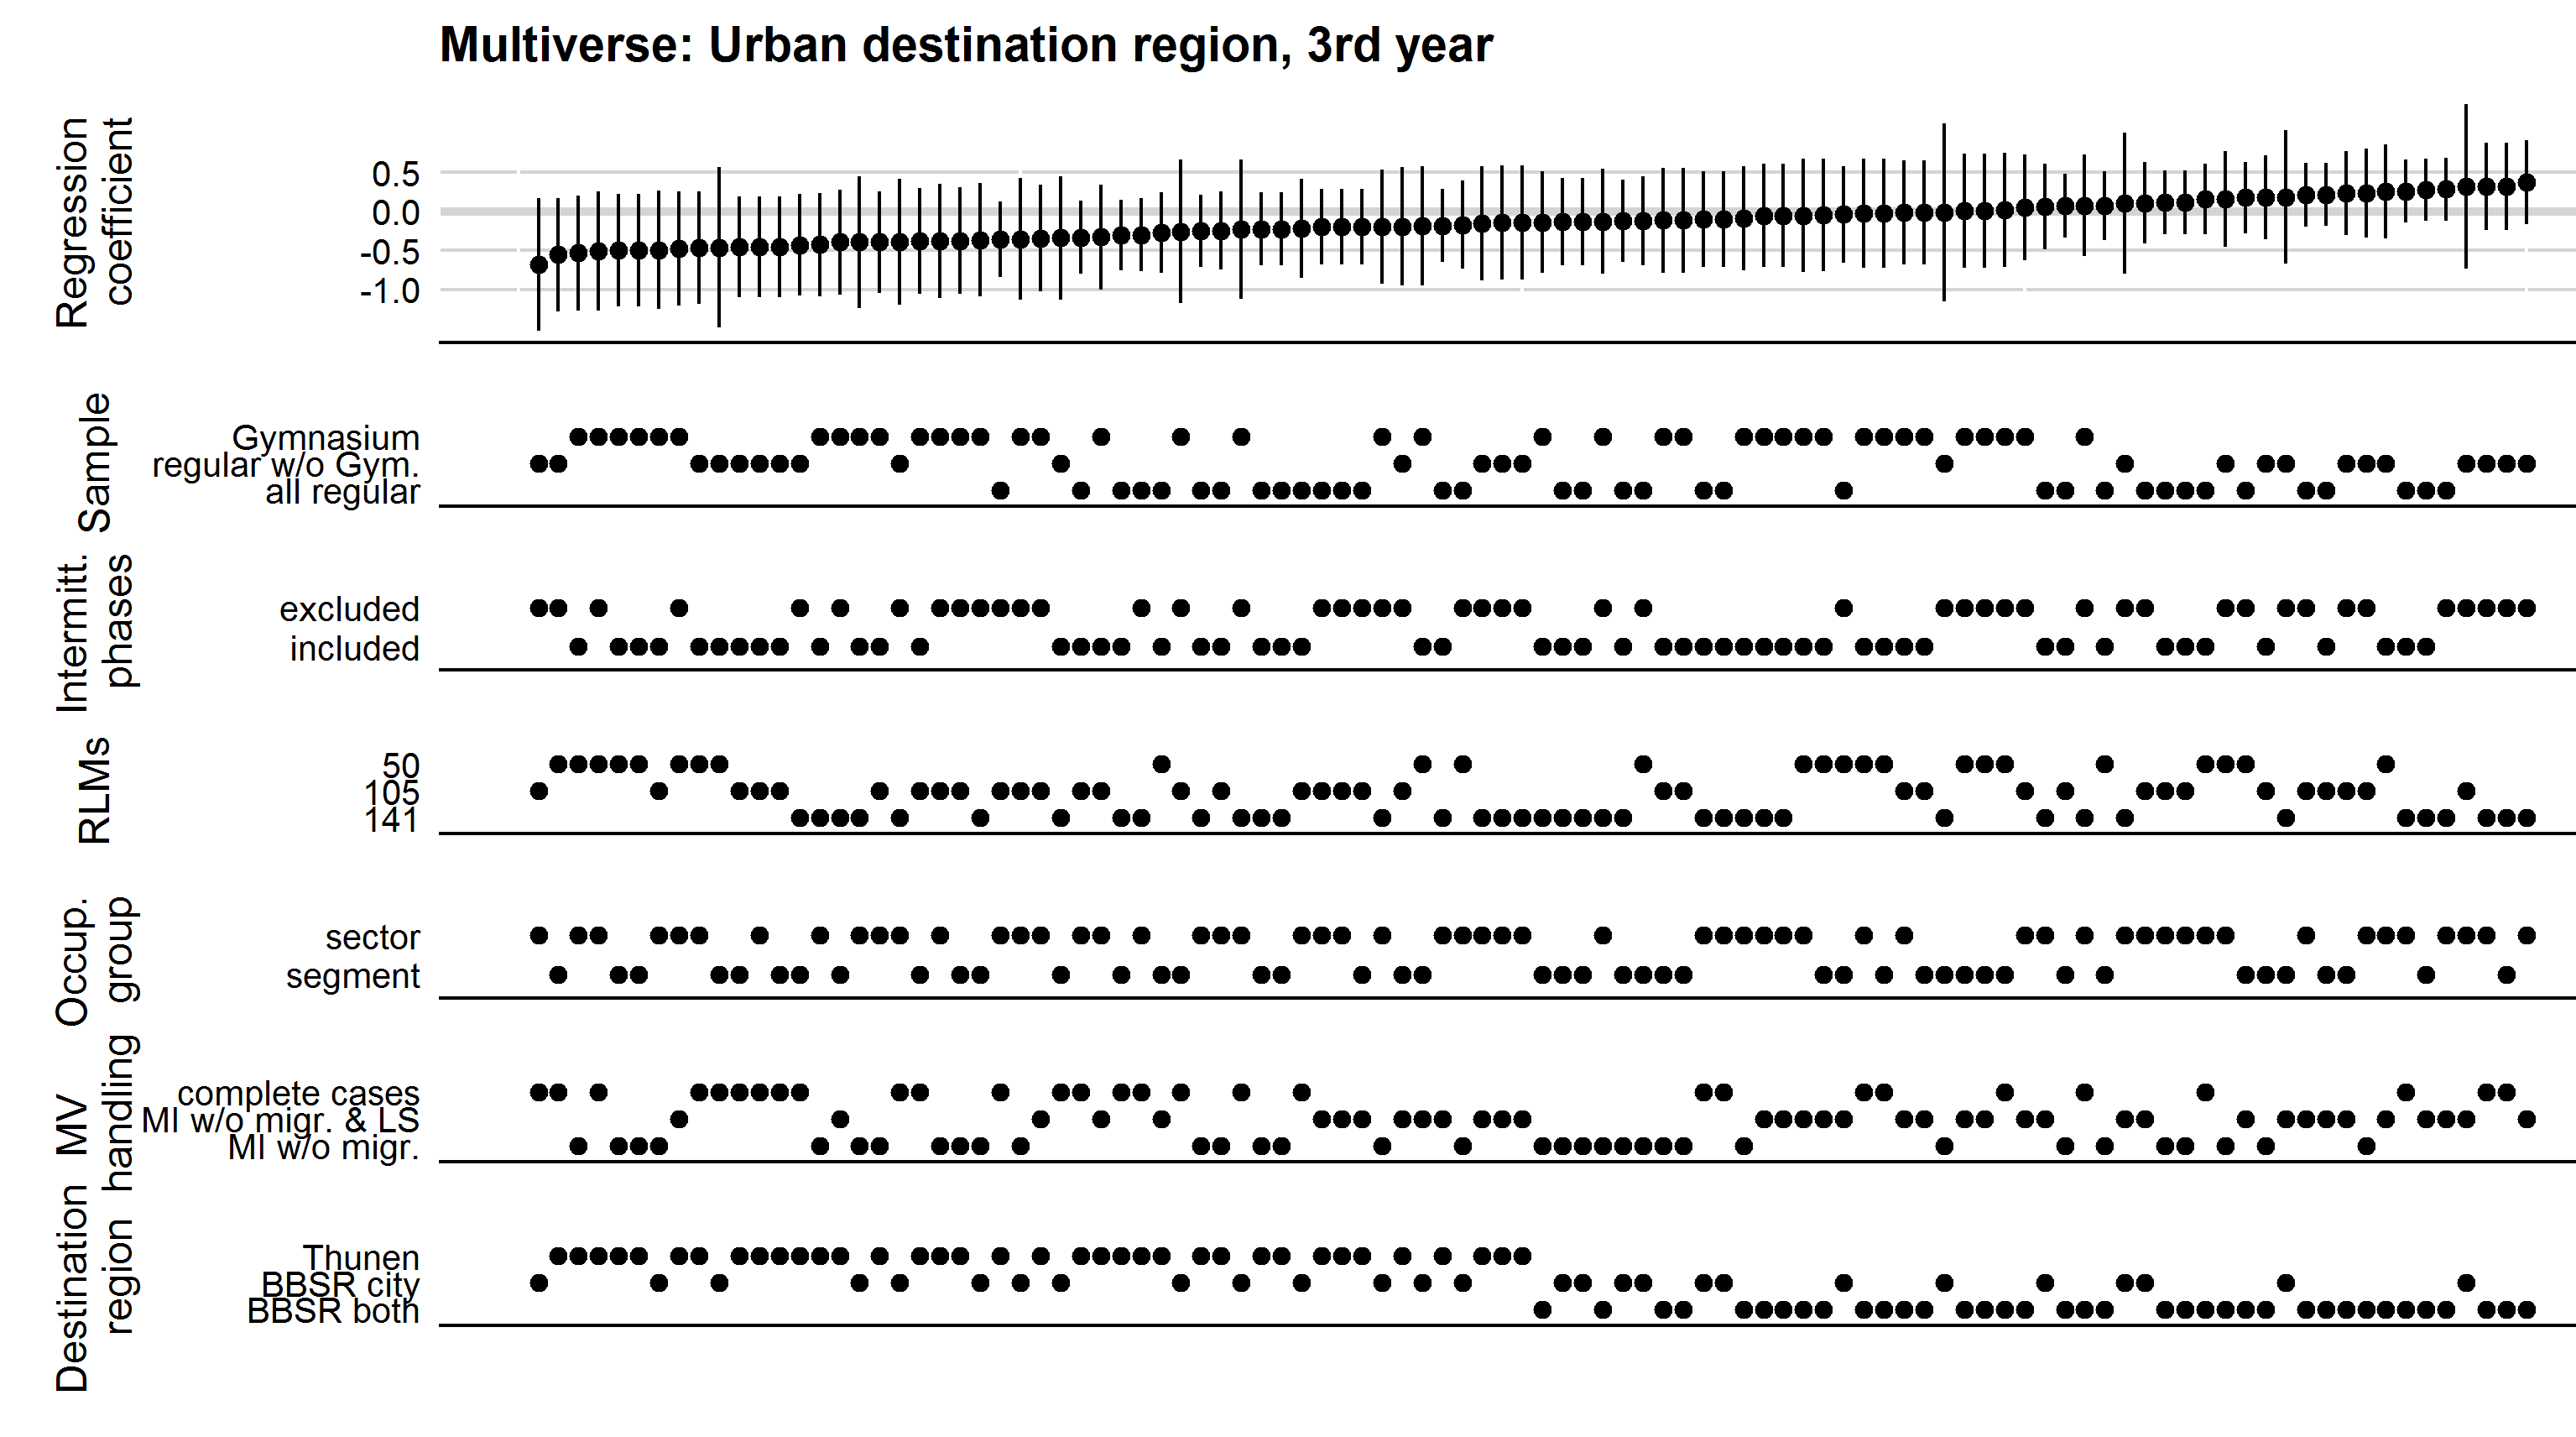 Multiverse: Urban destination region, 3rd year
Regression
coefficient
0.5
0.0
-0.5
-1.0
Sample
Gymnasium
regular w/o Gym.
all regular
Intermitt.
phases
excluded
included
RLMs
50
105
141
Occup.
group
sector
segment
MV
handling
complete cases
MI w/o migr. & LS
MI w/o migr.
Destination
region
Thunen
BBSR city
BBSR both